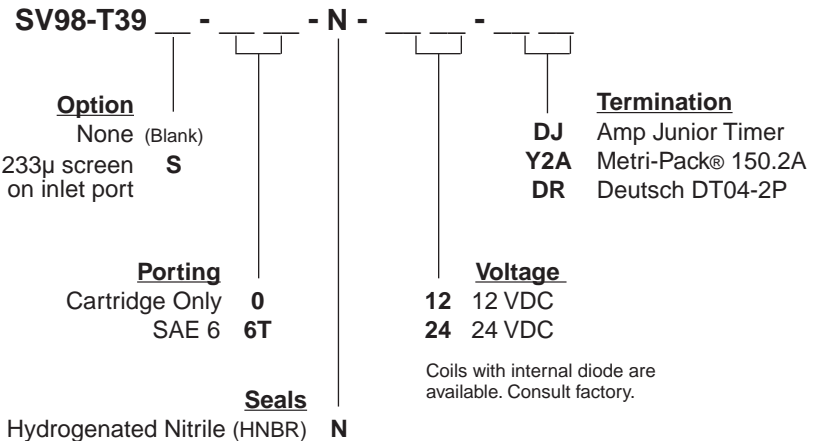 SV98-T39 __ - __ __ - N - __ __ - __ __
Option
None (Blank)
233µ screen S
on inlet port
Termination
DJ Amp Junior Timer
Y2A Metri-Pack® 150.2A
DR Deutsch DT04-2P
Porting
Cartridge Only 0
SAE 6 6T
Voltage
12 12 VDC
24 24 VDC
Coils with internal diode are
available. Consult factory.
Seals
Hydrogenated Nitrile (HNBR) N